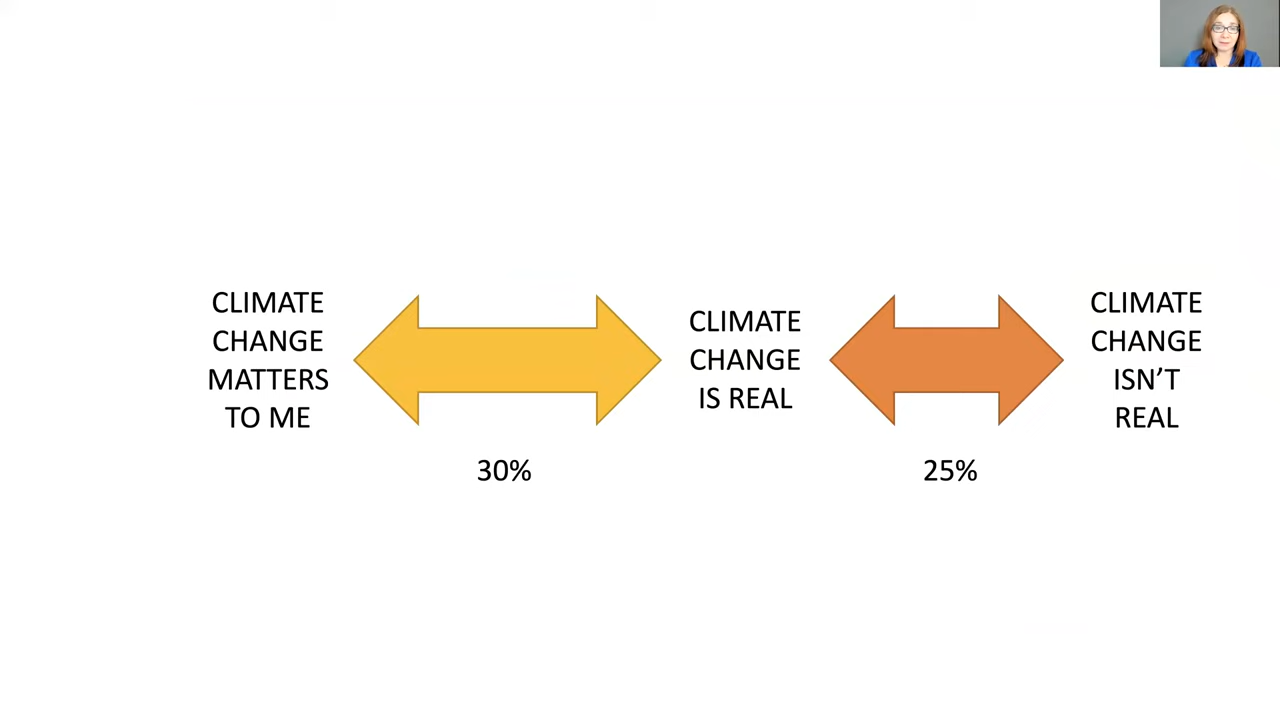 CLIMATE
CHANGE
MATTERS
TO ME
30%
CLIMATE
CHANGE
IS REAL
25%
CLIMATE
CHANGE
ISN’T
REAL